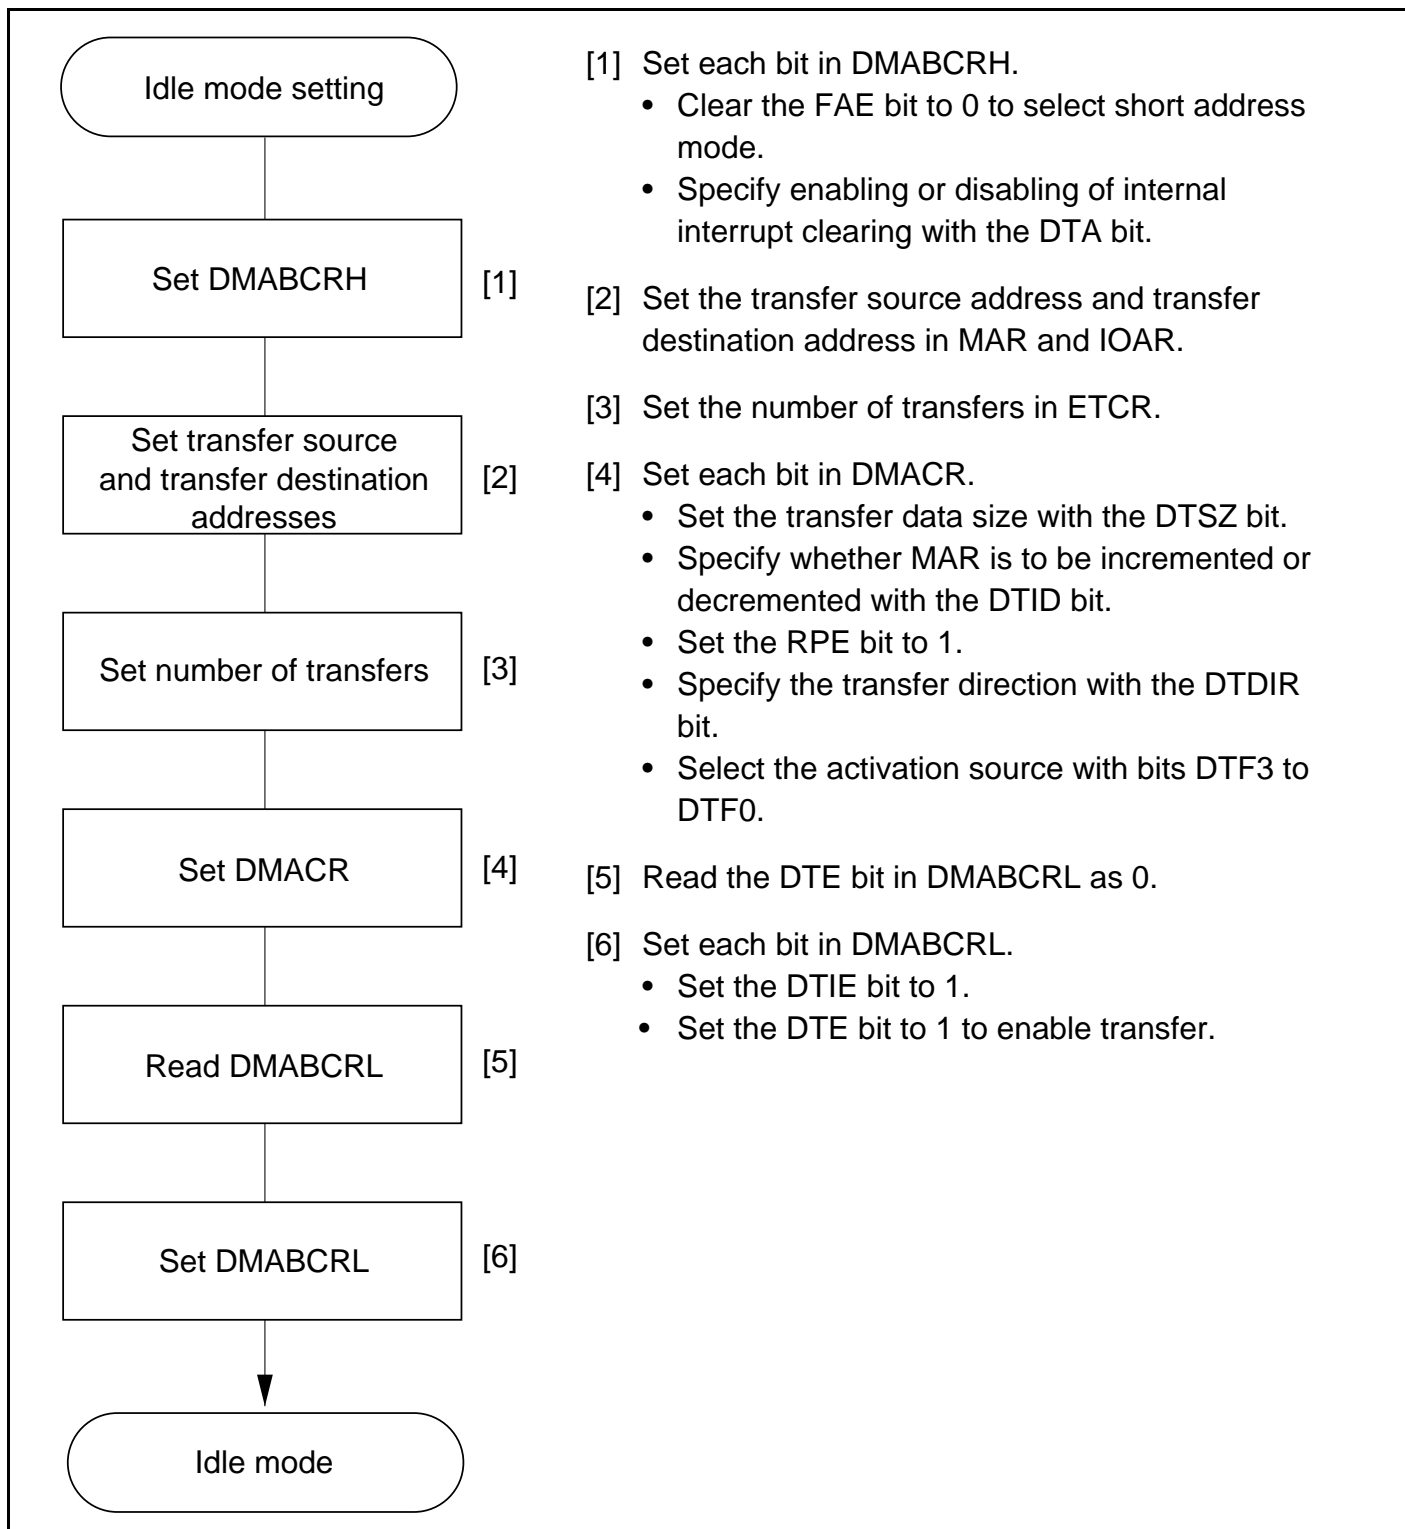 Idle mode setting
Set DMABCRH
[1]
Set transfer source
and transfer destination
addresses
[2]
Set number of transfers
[3]
Set DMACR
[4]
Read DMABCRL
[5]
Set DMABCRL
[6]
Idle mode
[1] Set each bit in DMABCRH.
• Clear the FAE bit to 0 to select short address
mode.
• Specify enabling or disabling of internal
interrupt clearing with the DTA bit.
[2] Set the transfer source address and transfer
destination address in MAR and IOAR.
[3] Set the number of transfers in ETCR.
[4] Set each bit in DMACR.
• Set the transfer data size with the DTSZ bit.
• Specify whether MAR is to be incremented or
decremented with the DTID bit.
• Set the RPE bit to 1.
• Specify the transfer direction with the DTDIR
bit.
• Select the activation source with bits DTF3 to
DTF0.
[5] Read the DTE bit in DMABCRL as 0.
[6] Set each bit in DMABCRL.
• Set the DTIE bit to 1.
• Set the DTE bit to 1 to enable transfer.